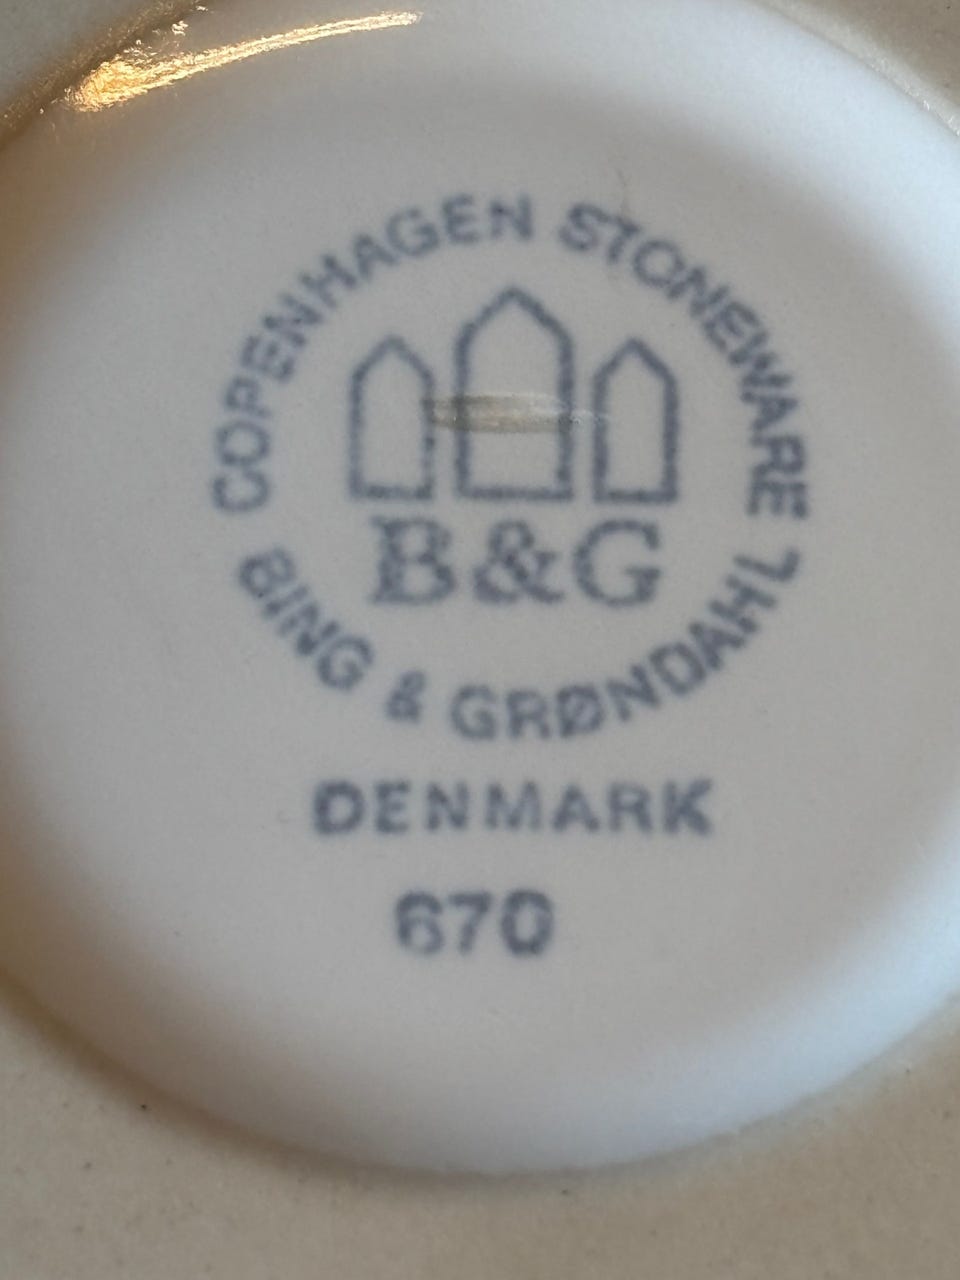 COPENHAGEN STONEWARE
B&G
BING & GRØNDAHL
DENMARK
670